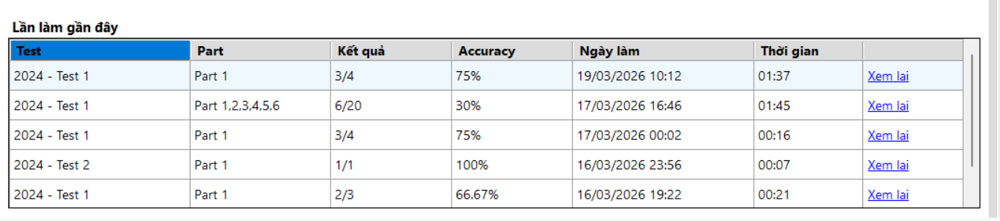 Lần làm gần đây
Test Part Kết quả Accuracy Ngày làm Thời gian
2024 - Test 1 Part 1 3/4 75% 19/03/2026 10:12 01:37 Xem lai
2024 - Test 1 Part 1,2,3,4,5,6 6/20 30% 17/03/2026 16:46 01:45 Xem lai
2024 - Test 1 Part 1 3/4 75% 17/03/2026 00:02 00:16 Xem lai
2024 - Test 2 Part 1 1/1 100% 16/03/2026 23:56 00:07 Xem lai
2024 - Test 1 Part 1 2/3 66.67% 16/03/2026 19:22 00:21 Xem lai